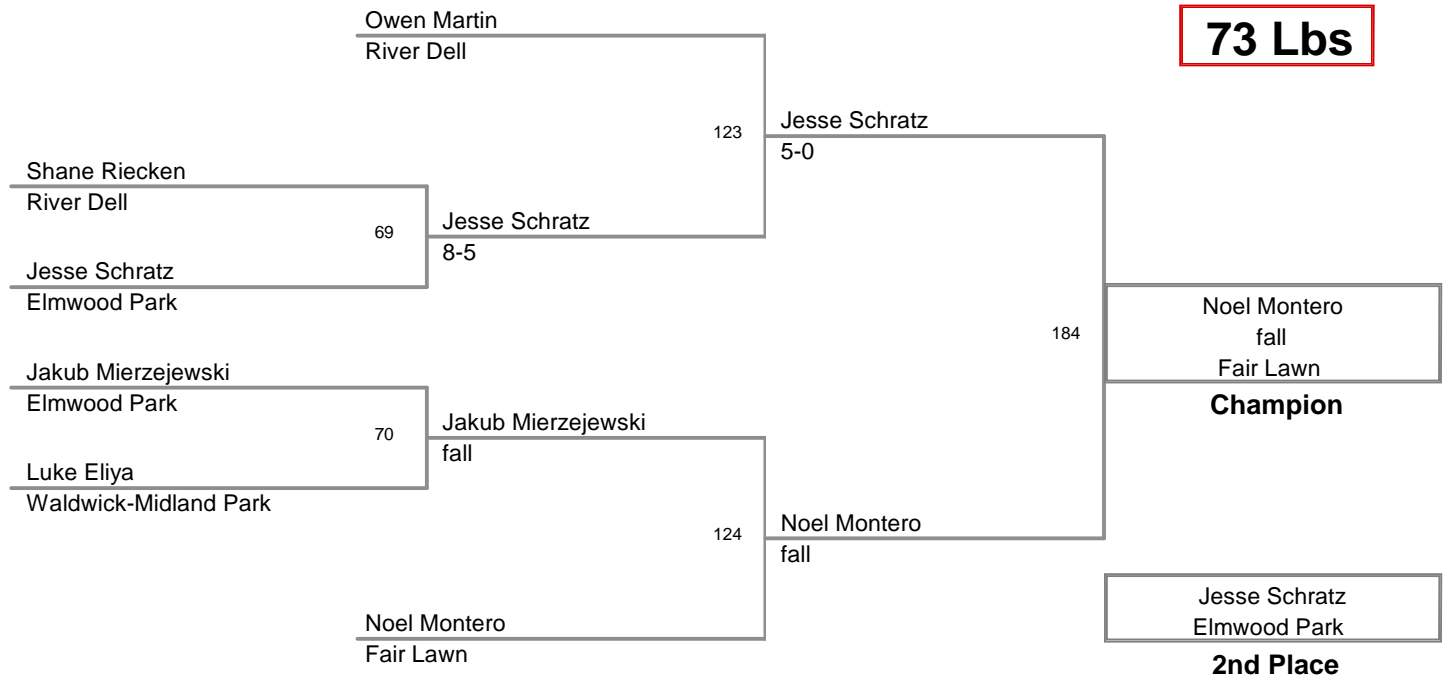 Owen Martin
River Dell
73 Lbs
123
Jesse Schratz
5-0
Shane Riecken
River Dell
69
Jesse Schratz
8-5
Jesse Schratz
Elmwood Park
184
Noel Montero
fall
Fair Lawn
Champion
Jakub Mierzejewski
Elmwood Park
70
Jakub Mierzejewski
fall
Luke Eliya
Waldwick-Midland Park
124
Noel Montero
fall
Noel Montero
Fair Lawn
Jesse Schratz
Elmwood Park
2nd Place